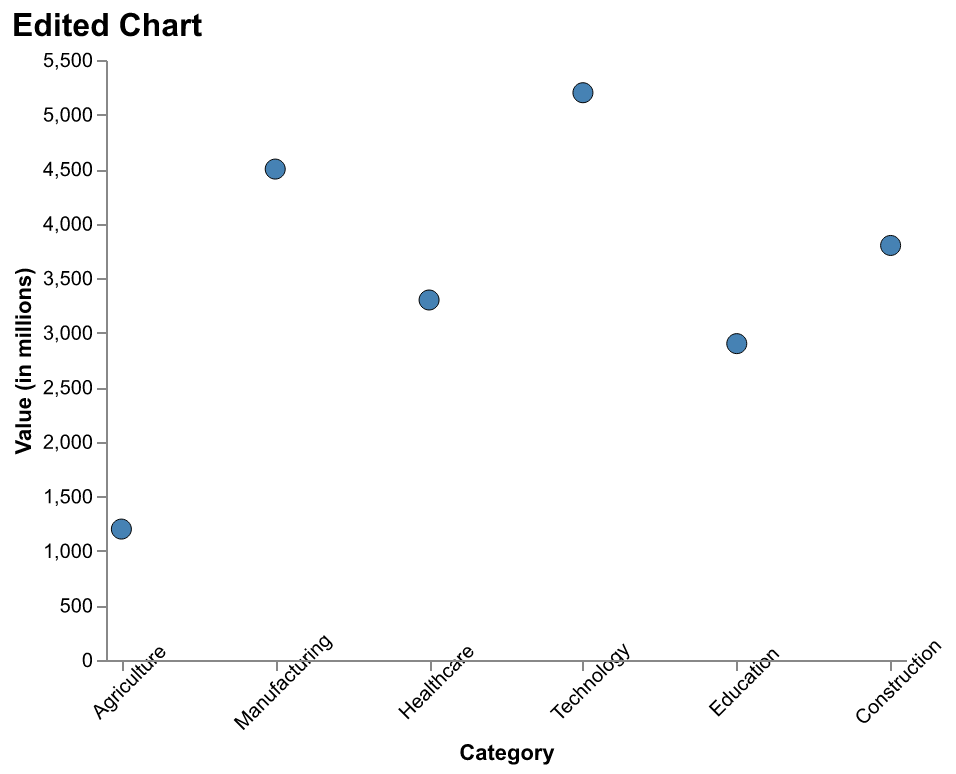 Edited Chart
5,500
5,000
4,500
4,000
3,500
3,000
2,500
2,000
1,500
1,000
500
0
Value (in millions)
Agriculture
Manufacturing
Healthcare
Technology
Education
Construction
Category